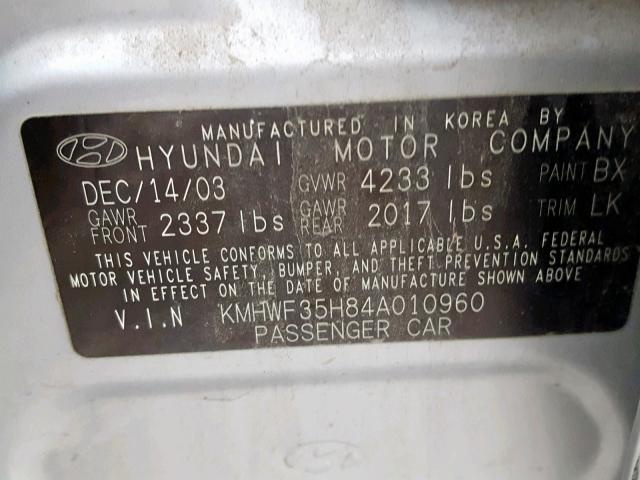 MANUFACTURED IN KOREA BY
HYUNDAI MOTOR COMPANY
DEC/14/03 GVWR 4233 lbs PAINT BX
GAWR FRONT 2337 lbs GAWR REAR 2017 lbs TRIM LK
THIS VEHICLE CONFORMS TO ALL APPLICABLE U.S.A. FEDERAL
MOTOR VEHICLE SAFETY, BUMPER, AND THEFT PREVENTION STANDARDS
IN EFFECT ON THE DATE OF MANUFACTURE SHOWN ABOVE
V.I.N KMHWF35H84A010960
PASSENGER CAR